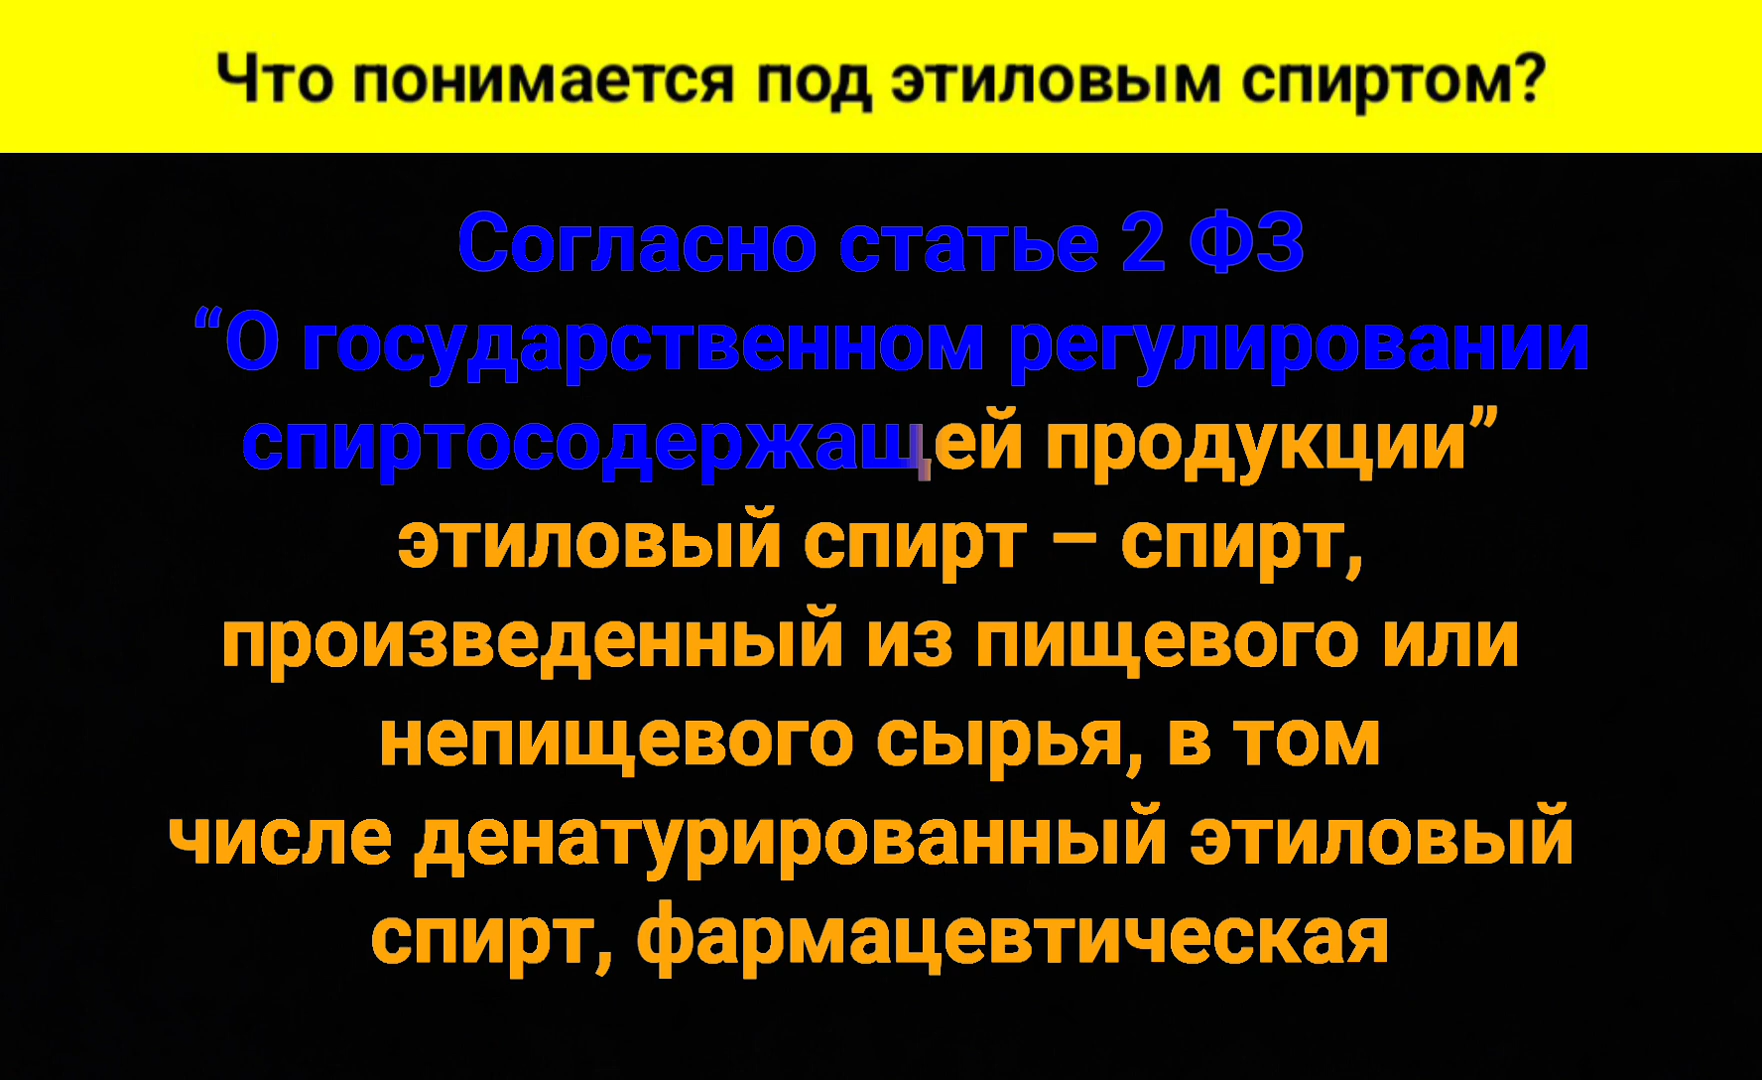 Что понимается под этиловым спиртом?
Согласно статье 2 ФЗ
“О государственном регулировании
спиртосодержащей продукции”
этиловый спирт – спирт,
произведенный из пищевого или
непищевого сырья, в том
числе денатурированный этиловый
спирт, фармацевтическая